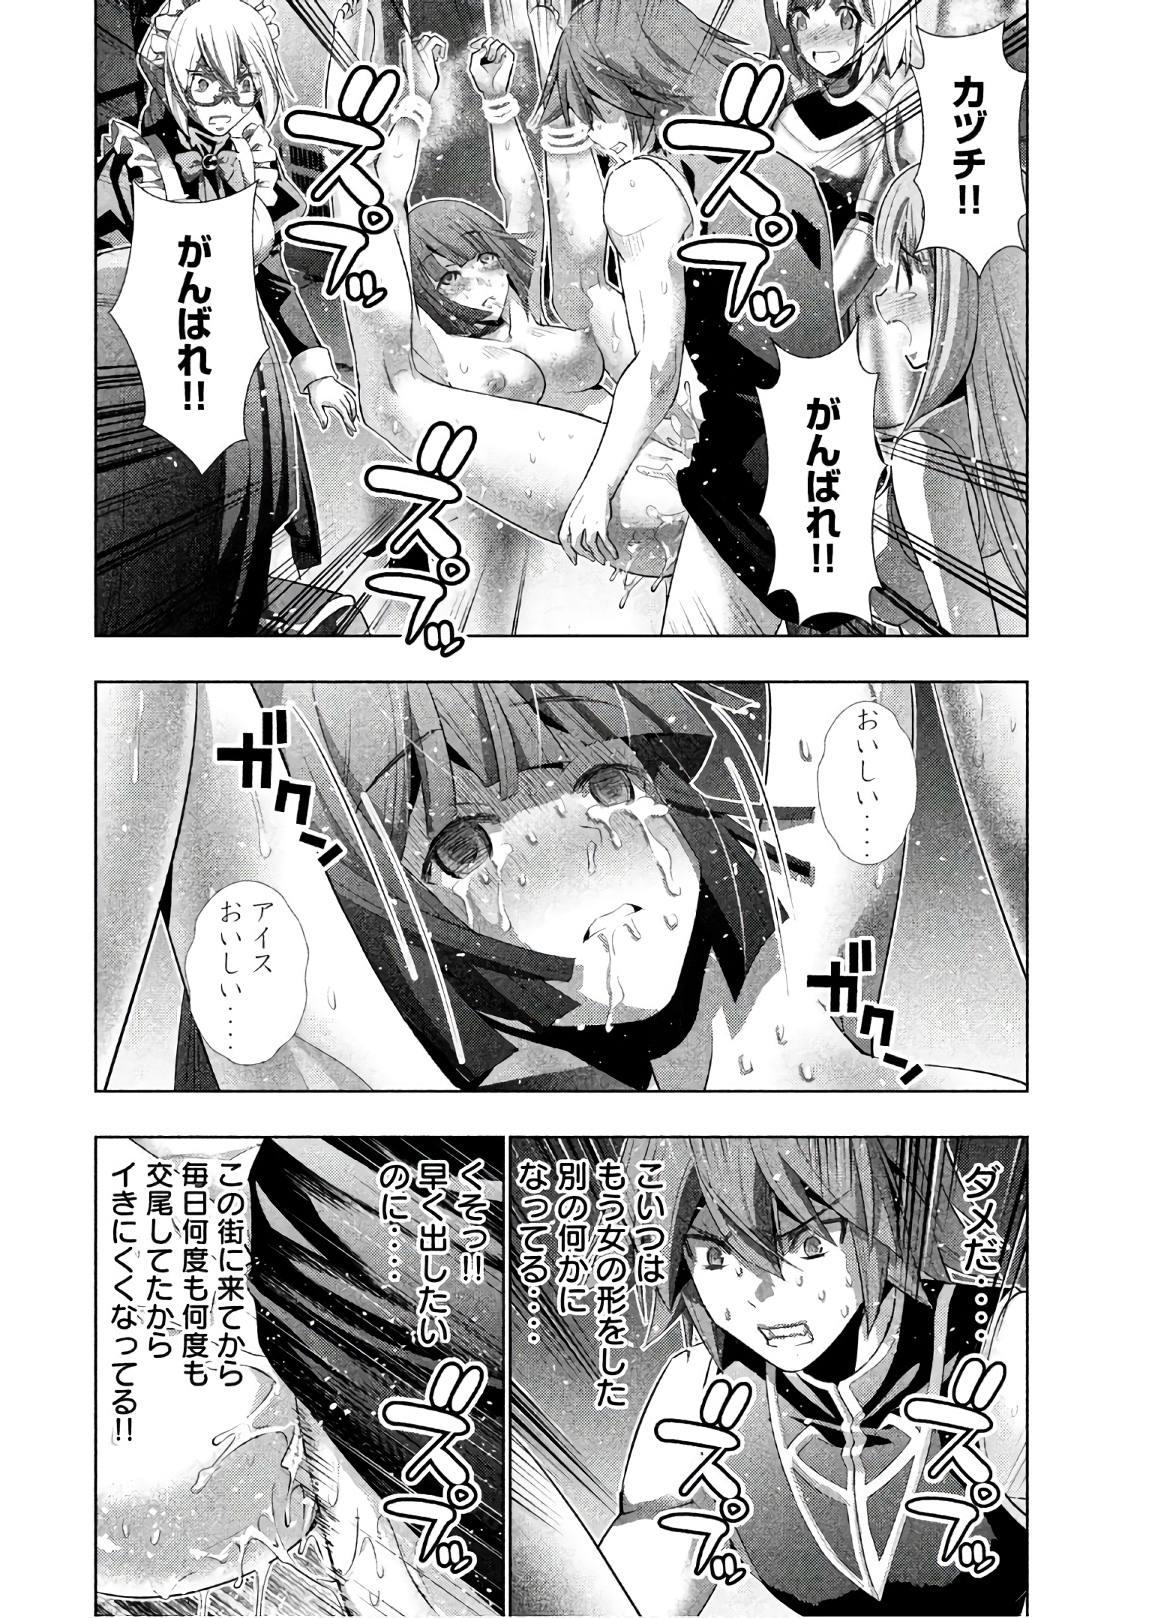 カヅチ!!
がんばれ!!
がんばれ!!
ズプッ
ズプッ
ズプッ
おいしい‥‥‥
アイス
おいしい‥‥‥
ガクン
ガクン
ダメだ‥‥‥
こいつは
もう女の形をした
別の何かに
なってる‥‥‥
ズプッ
ズプッ
くそっ!!
早く出したい
のに‥‥
この街に来てから
毎日何度も何度も
交尾してたから
イきにくくなってる!!
ズプッ